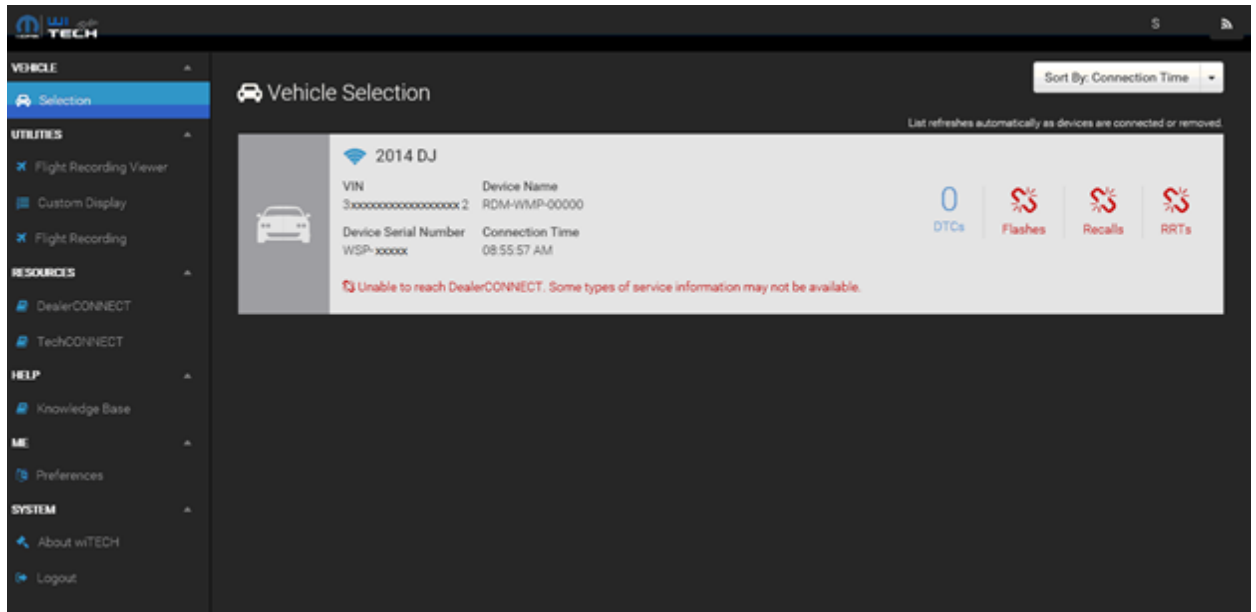 wi
TECH
S
VEHICLE
Selection
UTILITIES
Flight Recording Viewer
Custom Display
Flight Recording
RESOURCES
DealerCONNECT
TechCONNECT
HELP
Knowledge Base
ME
Preferences
SYSTEM
About wiTECH
Logout
Vehicle Selection
Sort By: Connection Time
List refreshes automatically as devices are connected or removed.
2014 DJ
VIN Device Name
3xxxxxxxxxxxxxxxxx 2 RDM-WMP-00000
Device Serial Number Connection Time
WSP- xxxxx 08:55:57 AM
0
DTCs Flashes Recalls RRTs
Unable to reach DealerCONNECT. Some types of service information may not be available.